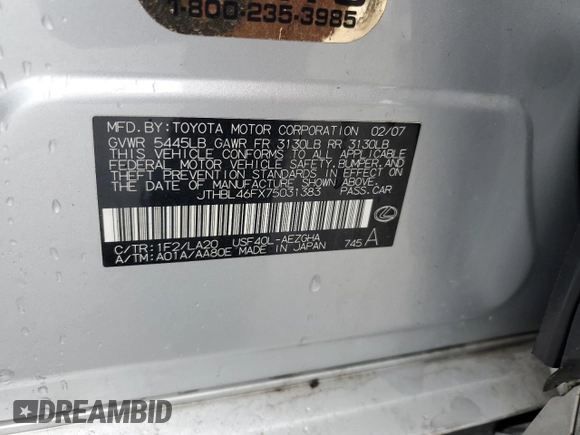 1-800-235-3985
MFD. BY: TOYOTA MOTOR CORPORATION 02/07
GVWR 5445LB GAWR FR 3130LB RR 3130LB
THIS VEHICLE CONFORMS TO ALL APPLICABLE
FEDERAL MOTOR VEHICLE SAFETY, BUMPER, AND
THEFT PREVENTION STANDARDS IN EFFECT ON
THE DATE OF MANUFACTURE SHOWN ABOVE.
JTHBL46FX75031383 PASS. CAR
C/TR: 1F2/LA20 USF40L-AEZGHA
A/TM: A01A/AA80E MADE IN JAPAN 745 A
DREAMBID